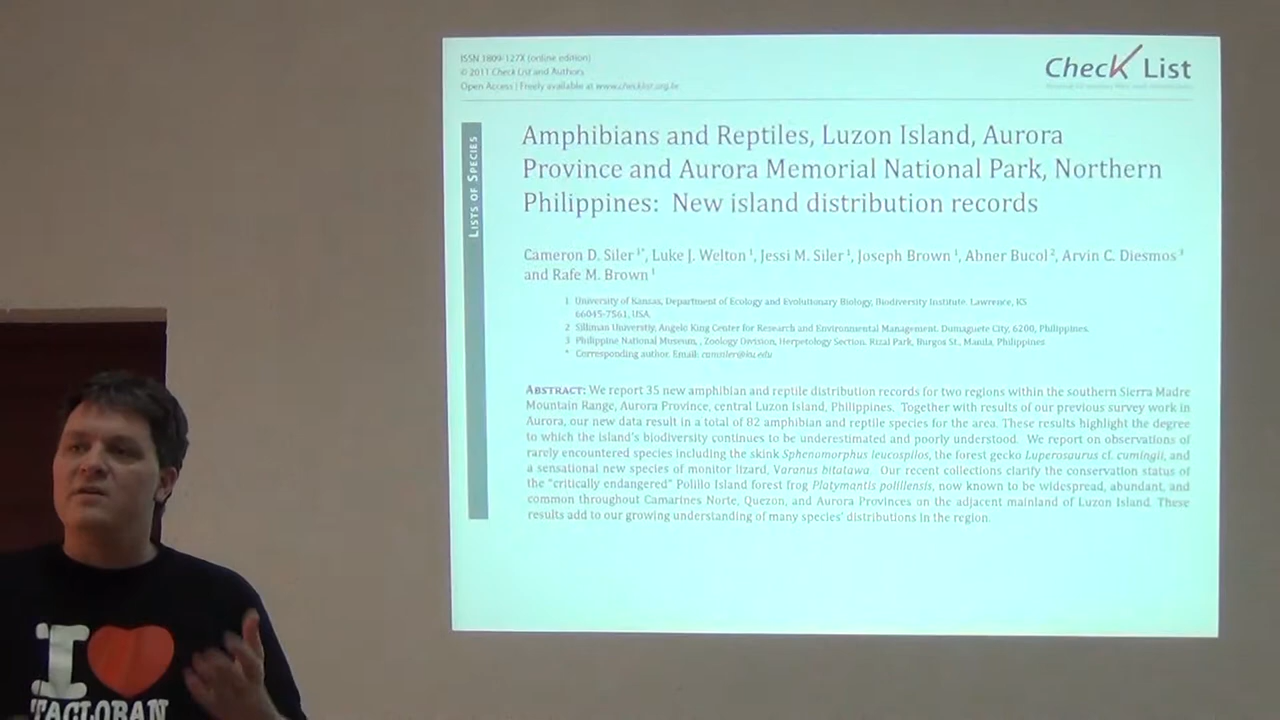 ISSN 1809-127X (online edition)
© 2011 Check List and Authors
Open Access | Freely available at www.checklist.org.br
Check List
LISTS OF SPECIES
Amphibians and Reptiles, Luzon Island, Aurora
Province and Aurora Memorial National Park, Northern
Philippines: New island distribution records
Cameron D. Siler 1*, Luke J. Welton 1, Jessi M. Siler 1, Joseph Brown 1, Abner Bucol 2, Arvin C. Diesmos 3
and Rafe M. Brown 1
1 University of Kansas, Department of Ecology and Evolutionary Biology, Biodiversity Institute. Lawrence, KS
66045-7561, USA.
2 Silliman University, Angelo King Center for Research and Environmental Management. Dumaguete City, 6200, Philippines.
3 Philippine National Museum, , Zoology Division, Herpetology Section. Rizal Park, Burgos St., Manila, Philippines
* Corresponding author. Email: camsiler@ku.edu
ABSTRACT: We report 35 new amphibian and reptile distribution records for two regions within the southern Sierra Madre
Mountain Range, Aurora Province, central Luzon Island, Philippines. Together with results of our previous survey work in
Aurora, our new data result in a total of 82 amphibian and reptile species for the area. These results highlight the degree
to which the island's biodiversity continues to be underestimated and poorly understood. We report on observations of
rarely encountered species including the skink Sphenomorphus leucospilos, the forest gecko Luperosaurus cf. cumingii, and
a sensational new species of monitor lizard, Varanus bitatawa. Our recent collections clarify the conservation status of
the "critically endangered" Polillo Island forest frog Platymantis polillensis, now known to be widespread, abundant, and
common throughout Camarines Norte, Quezon, and Aurora Provinces on the adjacent mainland of Luzon Island. These
results add to our growing understanding of many species' distributions in the region.
I
TACLOBAN